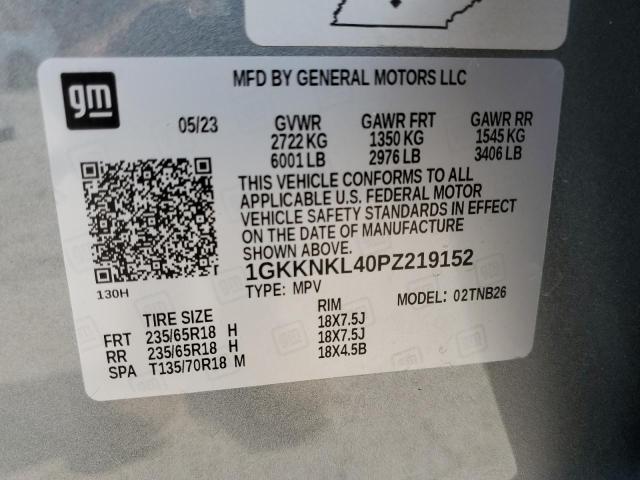 gm
MFD BY GENERAL MOTORS LLC
05/23 GVWR GAWR FRT GAWR RR
2722 KG 1350 KG 1545 KG
6001 LB 2976 LB 3406 LB
THIS VEHICLE CONFORMS TO ALL
APPLICABLE U.S. FEDERAL MOTOR
VEHICLE SAFETY STANDARDS IN EFFECT
ON THE DATE OF MANUFACTURE
SHOWN ABOVE.
1GKKNKL40PZ219152
130H TYPE: MPV MODEL: 02TNB26
TIRE SIZE RIM
FRT 235/65R18 H 18X7.5J
RR 235/65R18 H 18X7.5J
SPA T135/70R18 M 18X4.5B